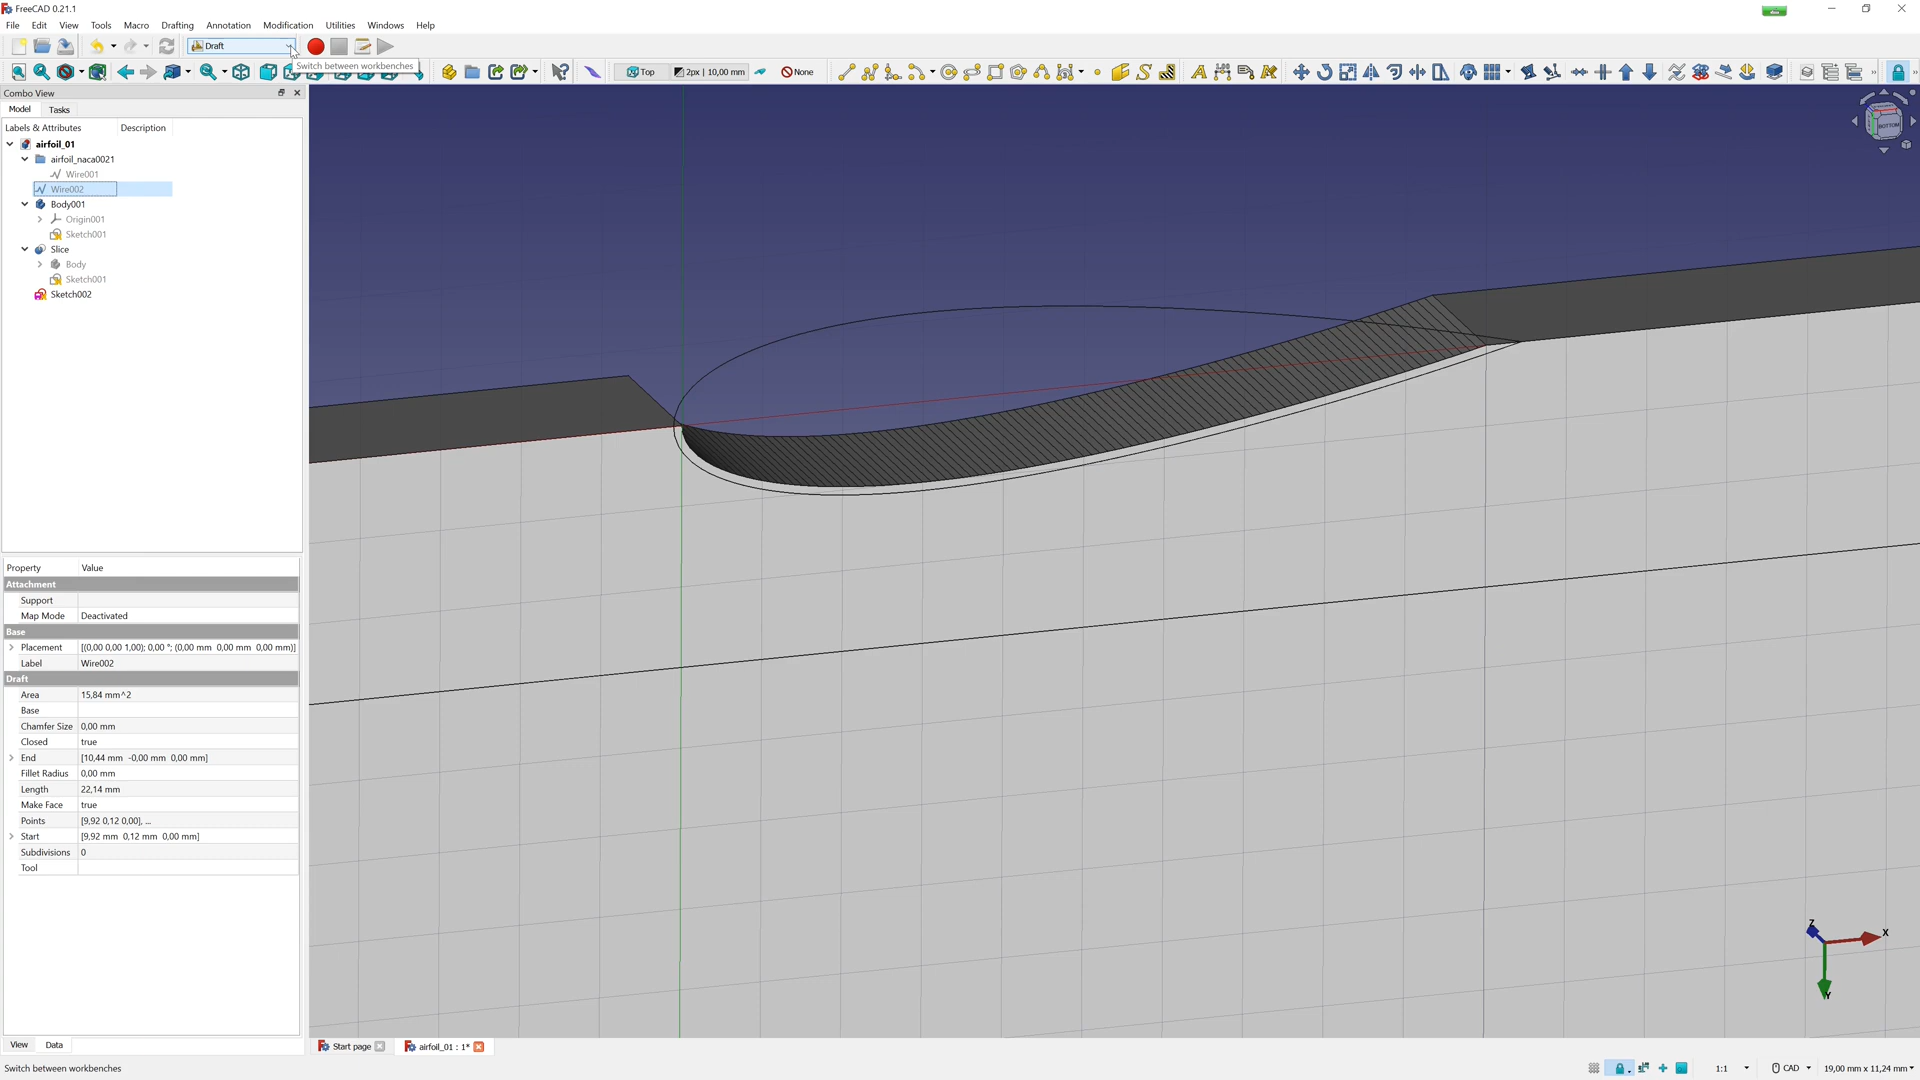 FreeCAD 0.21.1
File Edit View Tools Macro Drafting Annotation Modification Utilities Windows Help
Draft
Switch between workbenches
Top 2px | 10,00 mm None
Combo View
Model Tasks
Labels & Attributes Description
airfoil_01
airfoil_naca0021
Wire001
Wire002
Body001
Origin001
Sketch001
Slice
Body
Sketch001
Sketch002
Property Value
Attachment
Support
Map Mode Deactivated
Base
Placement [(0,00 0,00 1,00); 0,00 °; (0,00 mm 0,00 mm 0,00 mm)]
Label Wire002
Draft
Area 15,84 mm^2
Base
Chamfer Size 0,00 mm
Closed true
End [10,44 mm -0,00 mm 0,00 mm]
Fillet Radius 0,00 mm
Length 22,14 mm
Make Face true
Points [9,92 0,12 0,00], ...
Start [9,92 mm 0,12 mm 0,00 mm]
Subdivisions 0
Tool
BOTTOM
Z
X
Y
View Data
Start page airfoil_01 : 1*
Switch between workbenches 1:1 CAD 19,00 mm x 11,24 mm